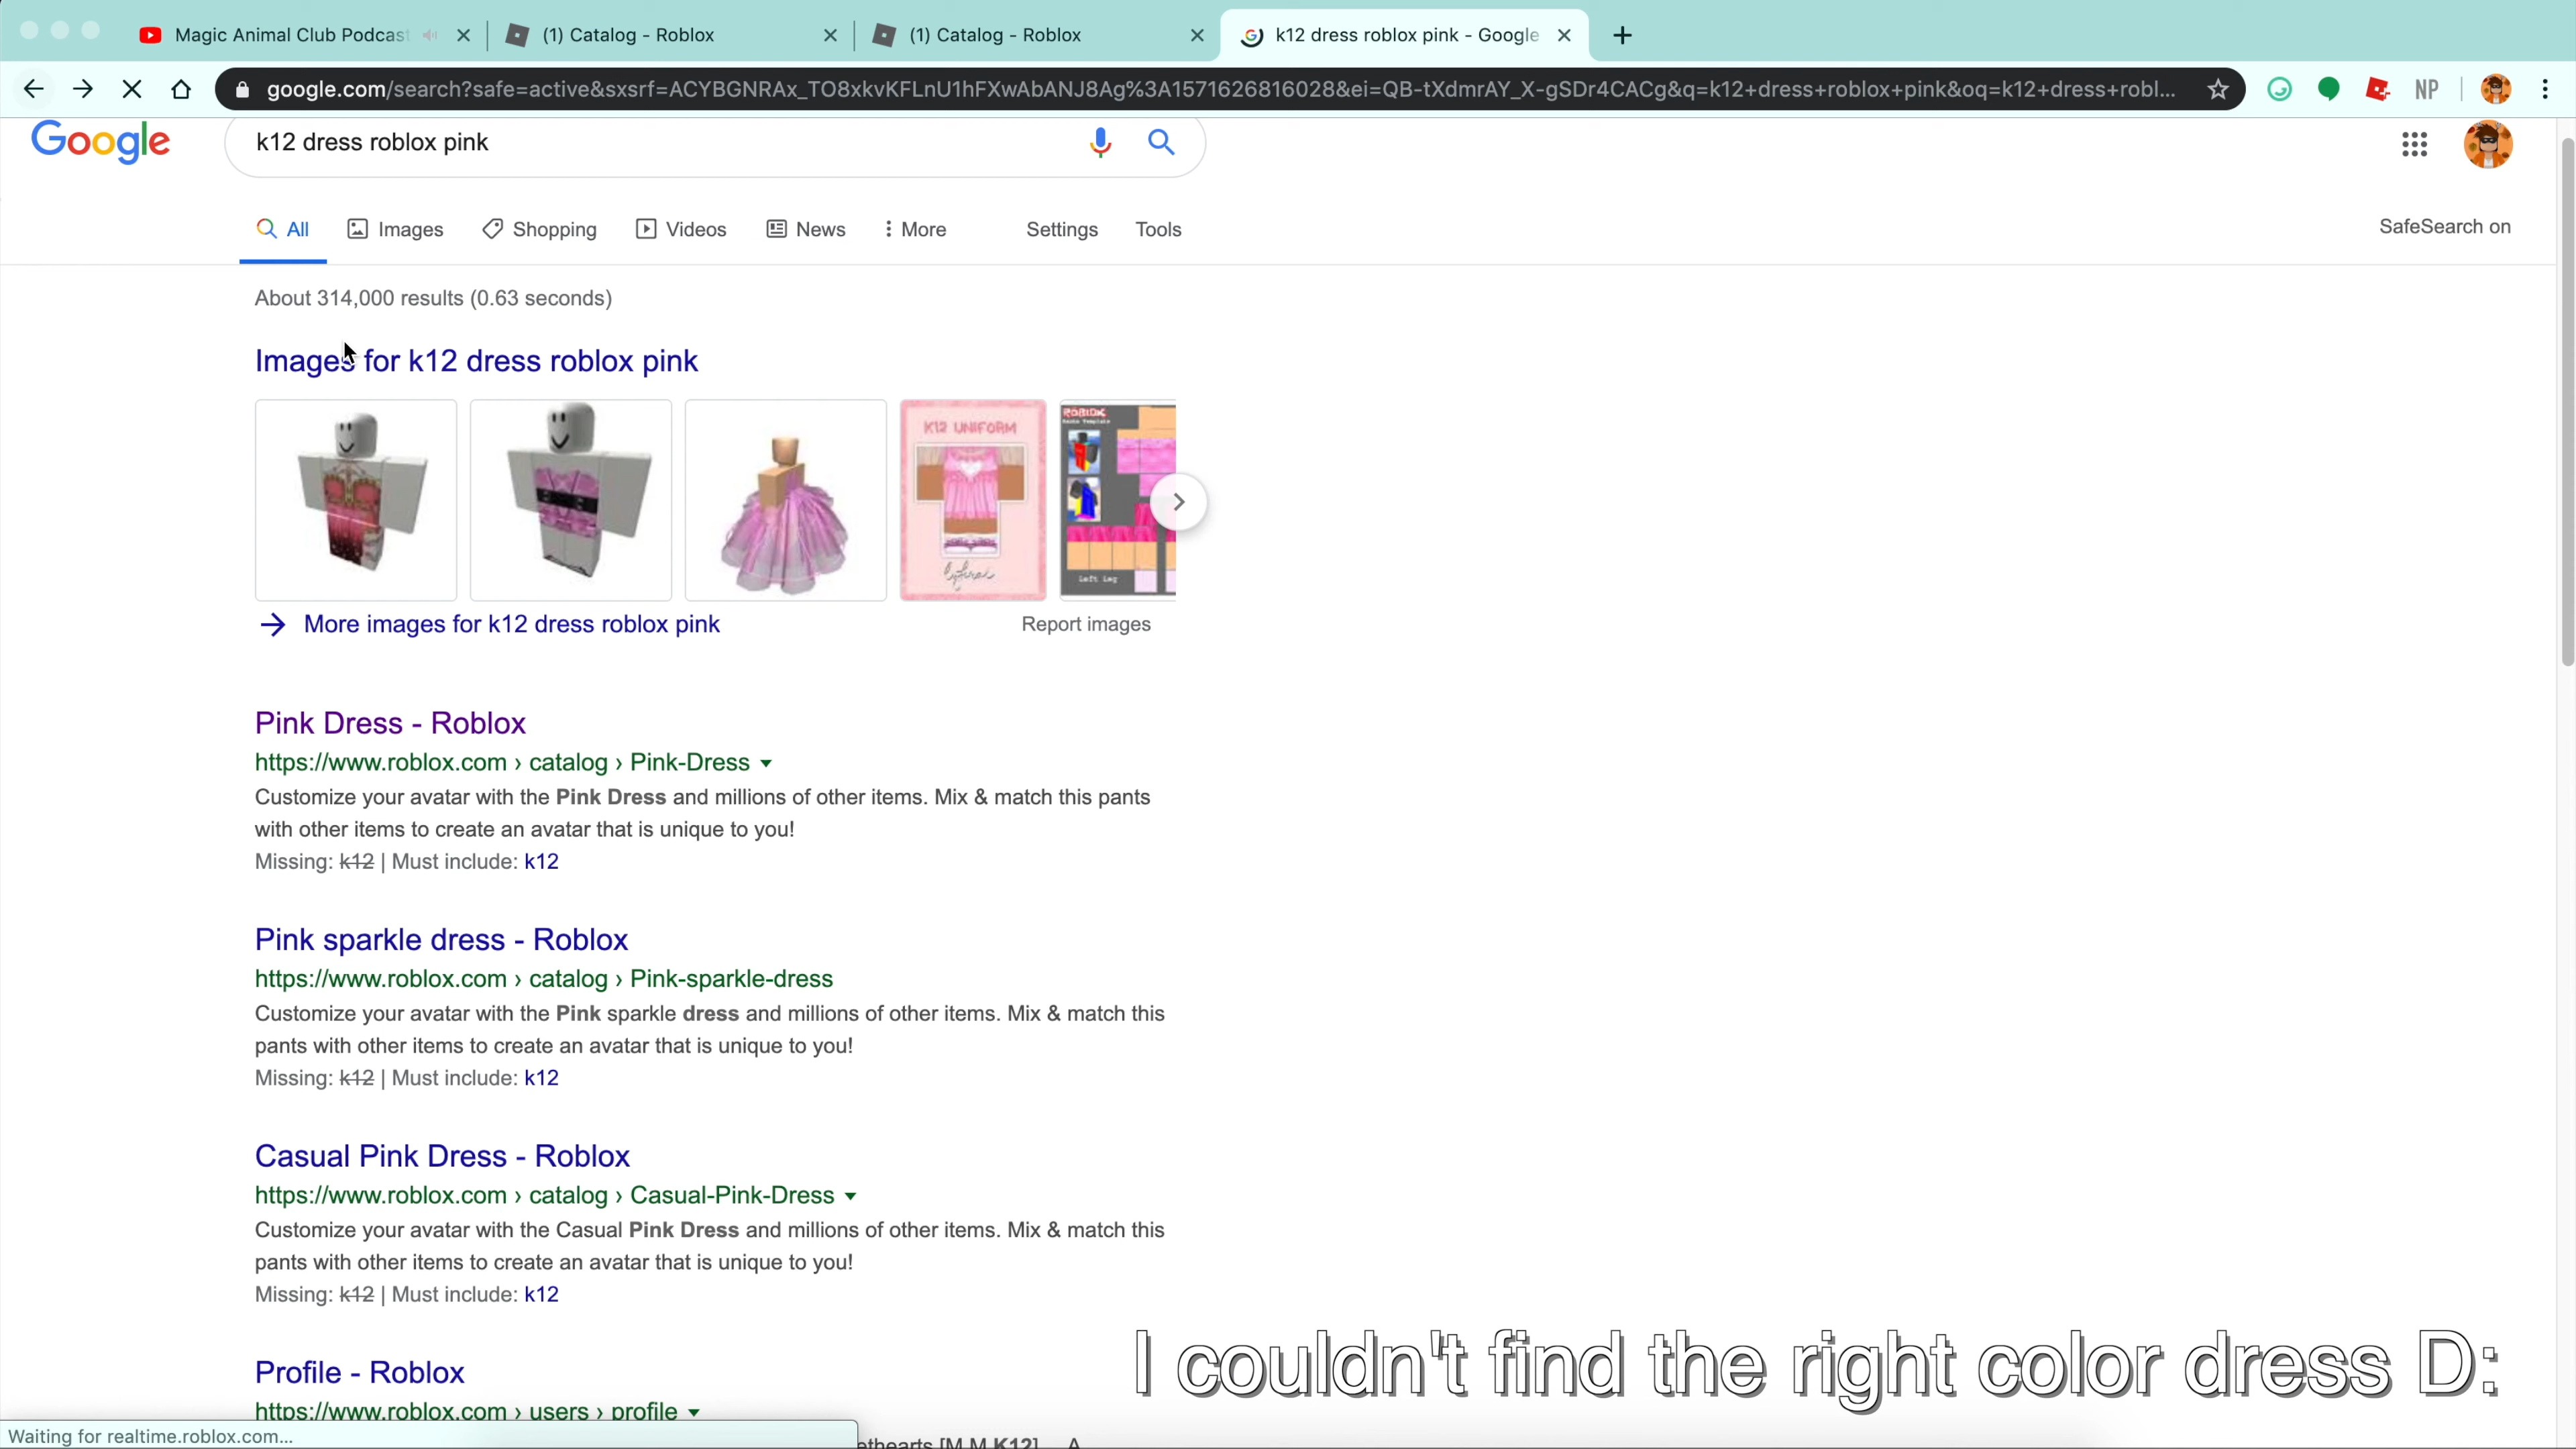 Magic Animal Club Podcast
(1) Catalog - Roblox
(1) Catalog - Roblox
k12 dress roblox pink - Google
google.com/search?safe=active&sxsrf=ACYBGNRAx_TO8xkvKFLnU1hFXwAbANJ8Ag%3A1571626816028&ei=QB-tXdmrAY_X-gSDr4CACg&q=k12+dress+roblox+pink&oq=k12+dress+robl...
NP
Google
k12 dress roblox pink
All
Images
Shopping
Videos
News
More
Settings
Tools
SafeSearch on
About 314,000 results (0.63 seconds)
Images for k12 dress roblox pink
K12 UNIFORM
ROBLOX
Left Leg
More images for k12 dress roblox pink
Report images
Pink Dress - Roblox
https://www.roblox.com › catalog › Pink-Dress
Customize your avatar with the Pink Dress and millions of other items. Mix & match this pants
with other items to create an avatar that is unique to you!
Missing: k12 | Must include: k12
Pink sparkle dress - Roblox
https://www.roblox.com › catalog › Pink-sparkle-dress
Customize your avatar with the Pink sparkle dress and millions of other items. Mix & match this
pants with other items to create an avatar that is unique to you!
Missing: k12 | Must include: k12
Casual Pink Dress - Roblox
https://www.roblox.com › catalog › Casual-Pink-Dress
Customize your avatar with the Casual Pink Dress and millions of other items. Mix & match this
pants with other items to create an avatar that is unique to you!
Missing: k12 | Must include: k12
I couldn't find the right color dress D:
Profile - Roblox
https://www.roblox.com › users › profile
Waiting for realtime.roblox.com...
ethearts [M.M K12]